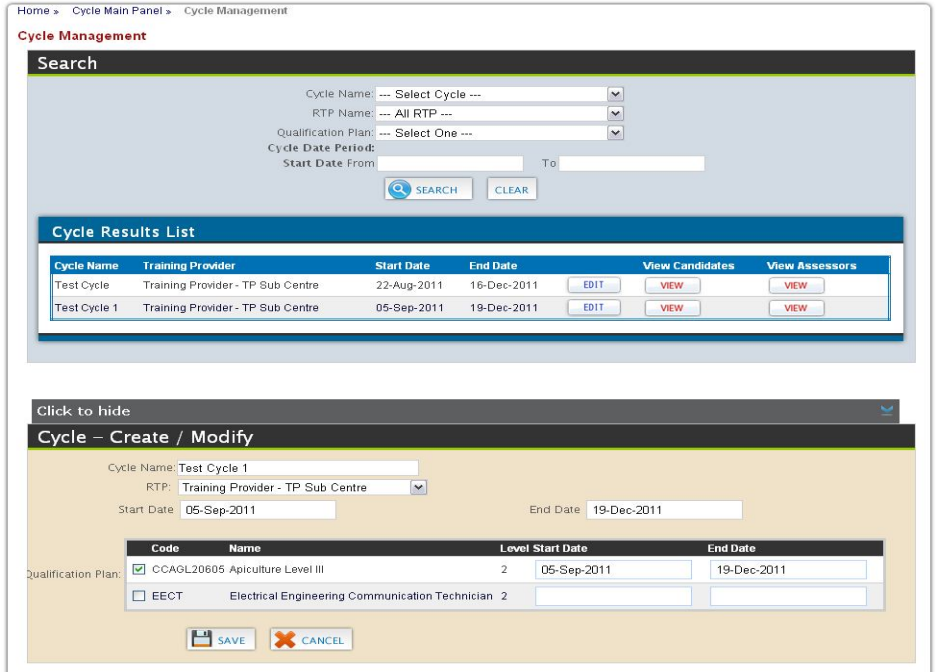 Home » Cycle Main Panel » Cycle Management
Cycle Management
Search
Cycle Name: --- Select Cycle ---
RTP Name: --- All RTP ---
Qualification Plan: --- Select One ---
Cycle Date Period:
Start Date From To
SEARCH CLEAR
Cycle Results List
Cycle Name Training Provider Start Date End Date View Candidates View Assessors
Test Cycle Training Provider - TP Sub Centre 22-Aug-2011 16-Dec-2011 EDIT VIEW VIEW
Test Cycle 1 Training Provider - TP Sub Centre 05-Sep-2011 19-Dec-2011 EDIT VIEW VIEW
Click to hide
Cycle – Create / Modify
Cycle Name: Test Cycle 1
RTP: Training Provider - TP Sub Centre
Start Date 05-Sep-2011 End Date 19-Dec-2011
Code Name Level Start Date End Date
Qualification Plan: CCAGL20605 Apiculture Level III 2 05-Sep-2011 19-Dec-2011
EECT Electrical Engineering Communication Technician 2
SAVE CANCEL